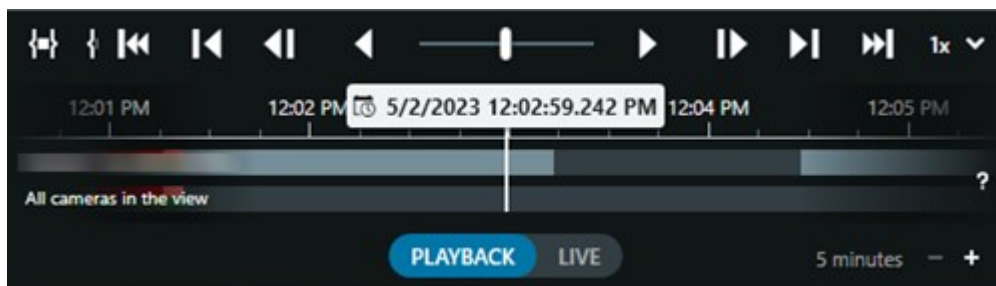 1x
12:01 PM 12:02 PM 5/2/2023 12:02:59.242 PM 12:04 PM 12:05 PM
?
All cameras in the view
PLAYBACK LIVE 5 minutes - +